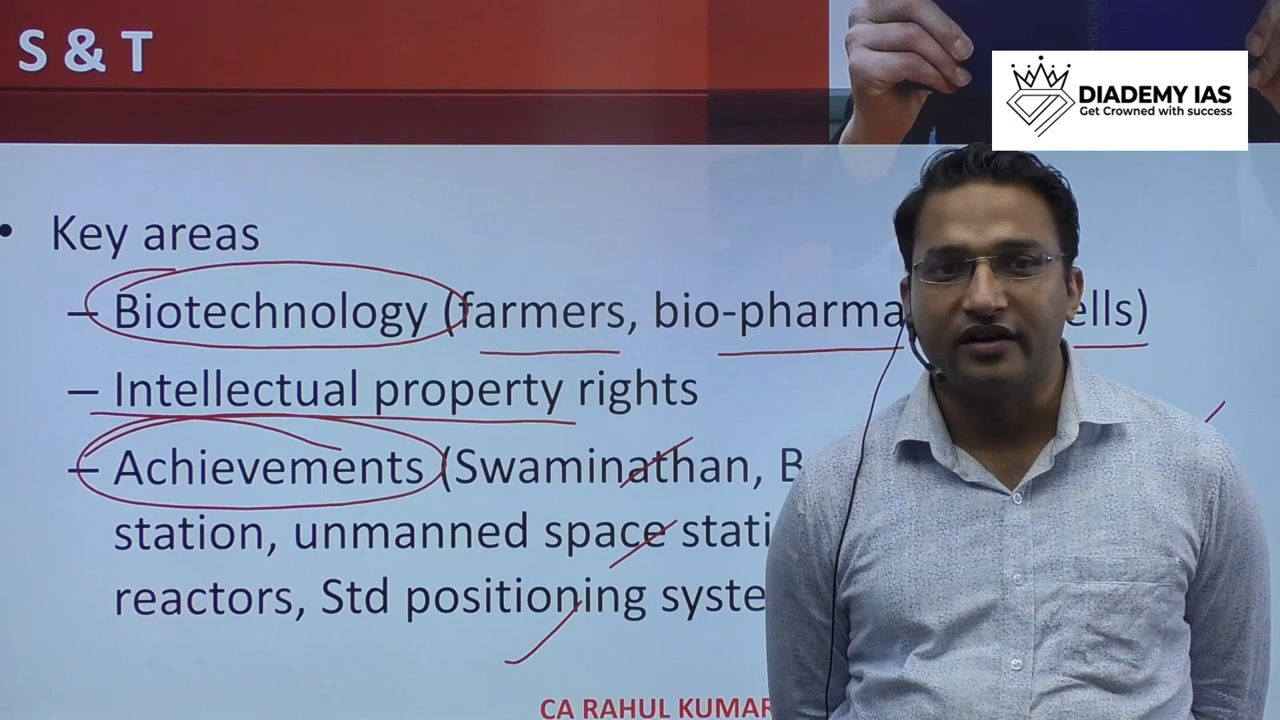 S & T
DIADEMY IAS
Get Crowned with success
• Key areas
– Biotechnology (farmers, bio-pharma ells)
– Intellectual property rights
– Achievements (Swaminathan, B
station, unmanned space stati
reactors, Std positioning syste
CA RAHUL KUMAR